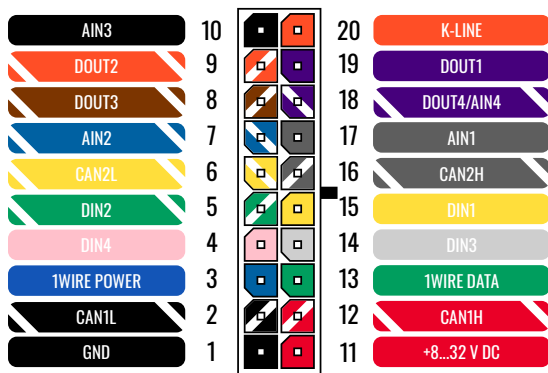 AIN3 10 20 K-LINE
DOUT2 9 19 DOUT1
DOUT3 8 18 DOUT4/AIN4
AIN2 7 17 AIN1
CAN2L 6 16 CAN2H
DIN2 5 15 DIN1
DIN4 4 14 DIN3
1WIRE POWER 3 13 1WIRE DATA
CAN1L 2 12 CAN1H
GND 1 11 +8...32 V DC